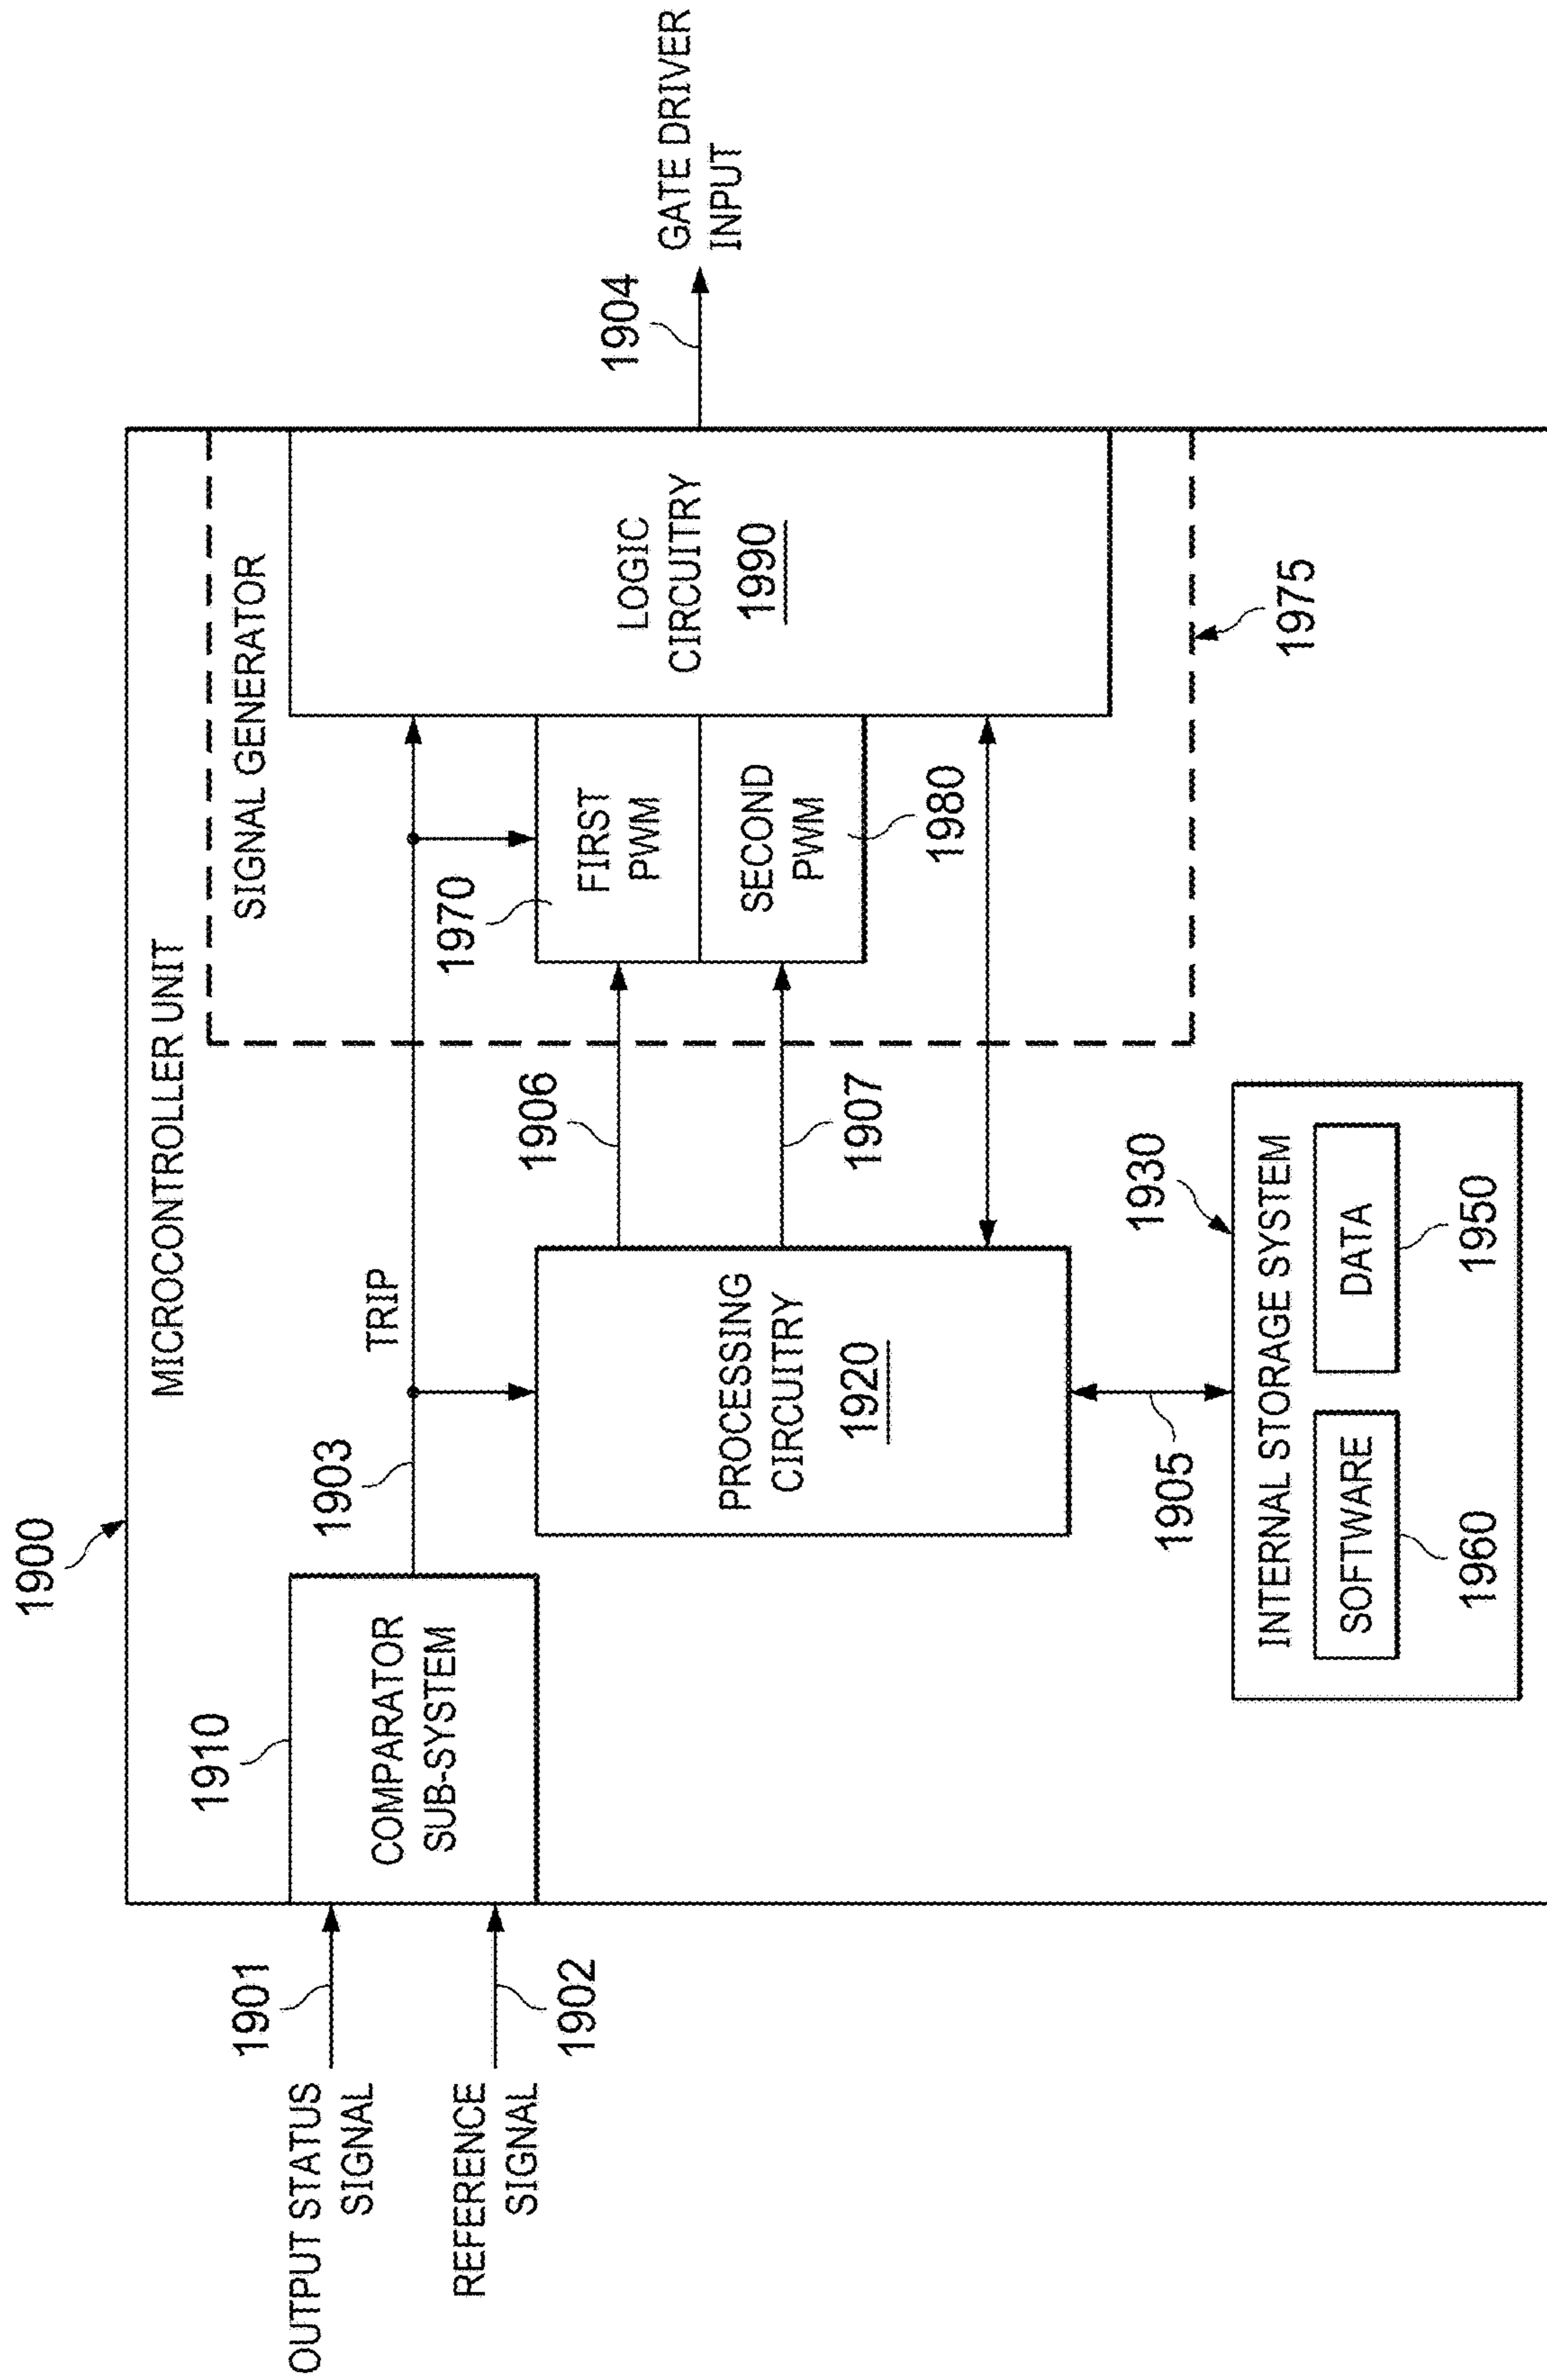 1900
MICROCONTROLLER UNIT
1910
COMPARATOR
SUB-SYSTEM
OUTPUT STATUS
SIGNAL
1901
REFERENCE
SIGNAL
1902
1903
TRIP
PROCESSING
CIRCUITRY
1920
1906
1907
SIGNAL GENERATOR
1970
FIRST
PWM
SECOND
PWM
1980
LOGIC
CIRCUITRY
1990
1904
GATE DRIVER
INPUT
1975
1905
1930
INTERNAL STORAGE SYSTEM
SOFTWARE
DATA
1960
1950